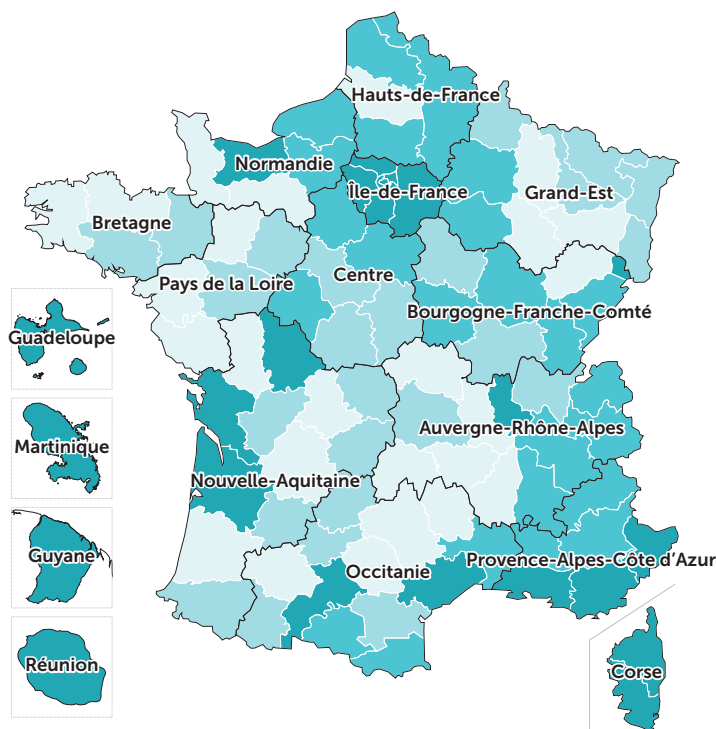 Hauts-de-France
Normandie
Île-de-France
Grand-Est
Bretagne
Pays de la Loire
Centre
Bourgogne-Franche-Comté
Guadeloupe
Auvergne-Rhône-Alpes
Martinique
Nouvelle-Aquitaine
Guyane
Occitanie
Provence-Alpes-Côte d'Azur
Réunion
Corse